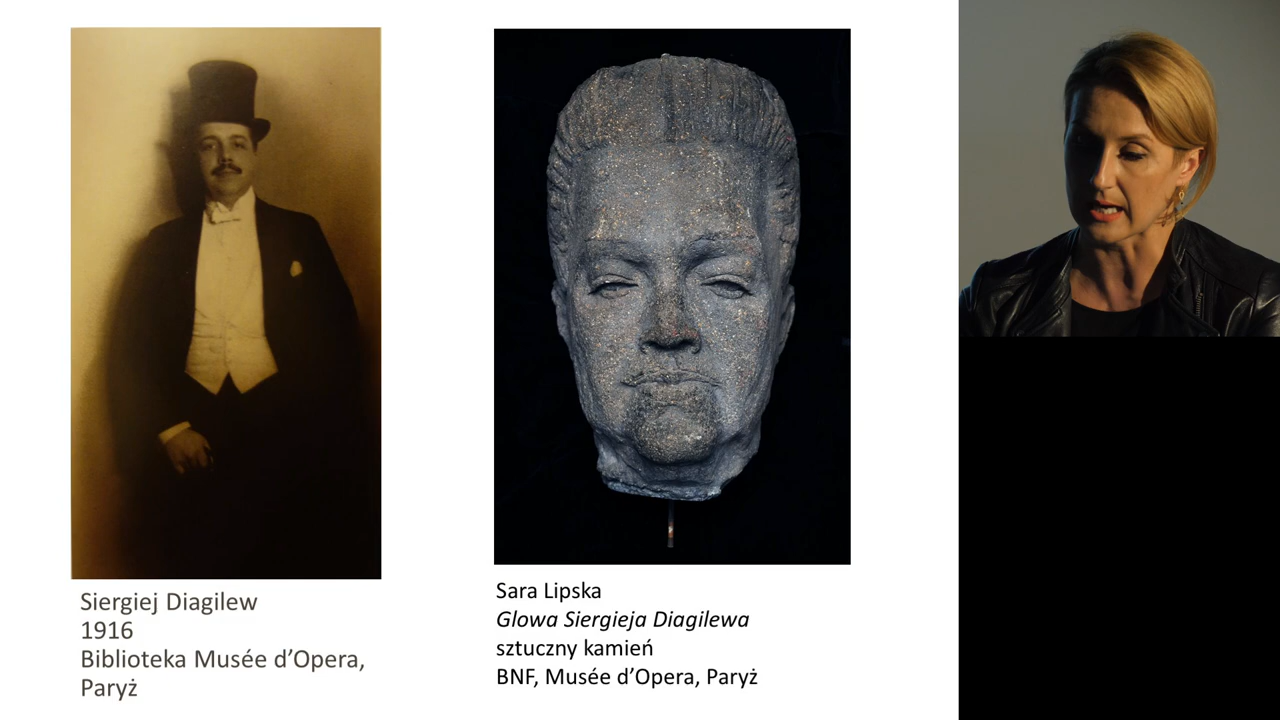 Siergiej Diagilew
1916
Biblioteka Musée d’Opera,
Paryż
Sara Lipska
Glowa Siergieja Diagilewa
sztuczny kamień
BNF, Musée d’Opera, Paryż